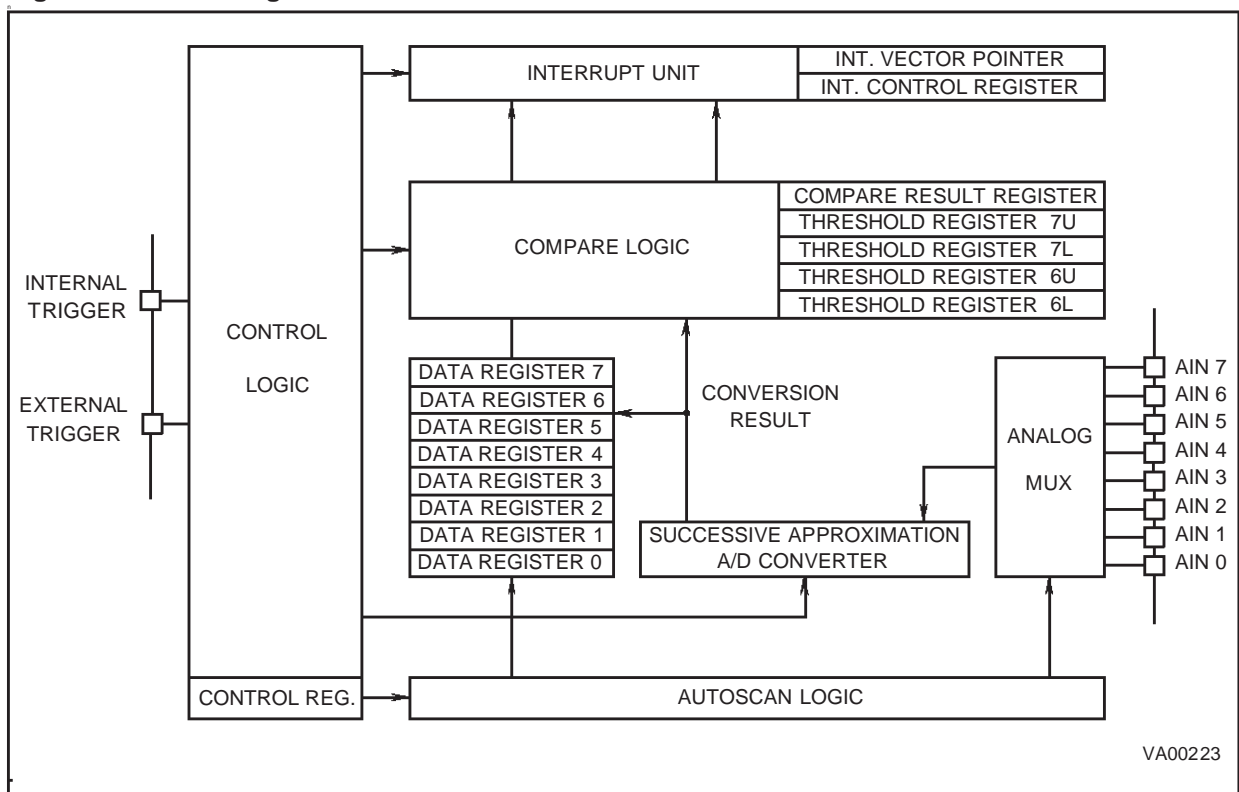 INTERRUPT UNIT
INT. VECTOR POINTER
INT. CONTROL REGISTER
COMPARE LOGIC
COMPARE RESULT REGISTER
THRESHOLD REGISTER 7U
THRESHOLD REGISTER 7L
THRESHOLD REGISTER 6U
THRESHOLD REGISTER 6L
INTERNAL
TRIGGER
EXTERNAL
TRIGGER
CONTROL
LOGIC
DATA REGISTER 7
DATA REGISTER 6
DATA REGISTER 5
DATA REGISTER 4
DATA REGISTER 3
DATA REGISTER 2
DATA REGISTER 1
DATA REGISTER 0
CONVERSION
RESULT
SUCCESSIVE APPROXIMATION
A/D CONVERTER
ANALOG
MUX
AIN 7
AIN 6
AIN 5
AIN 4
AIN 3
AIN 2
AIN 1
AIN 0
CONTROL REG.
AUTOSCAN LOGIC
VA00223